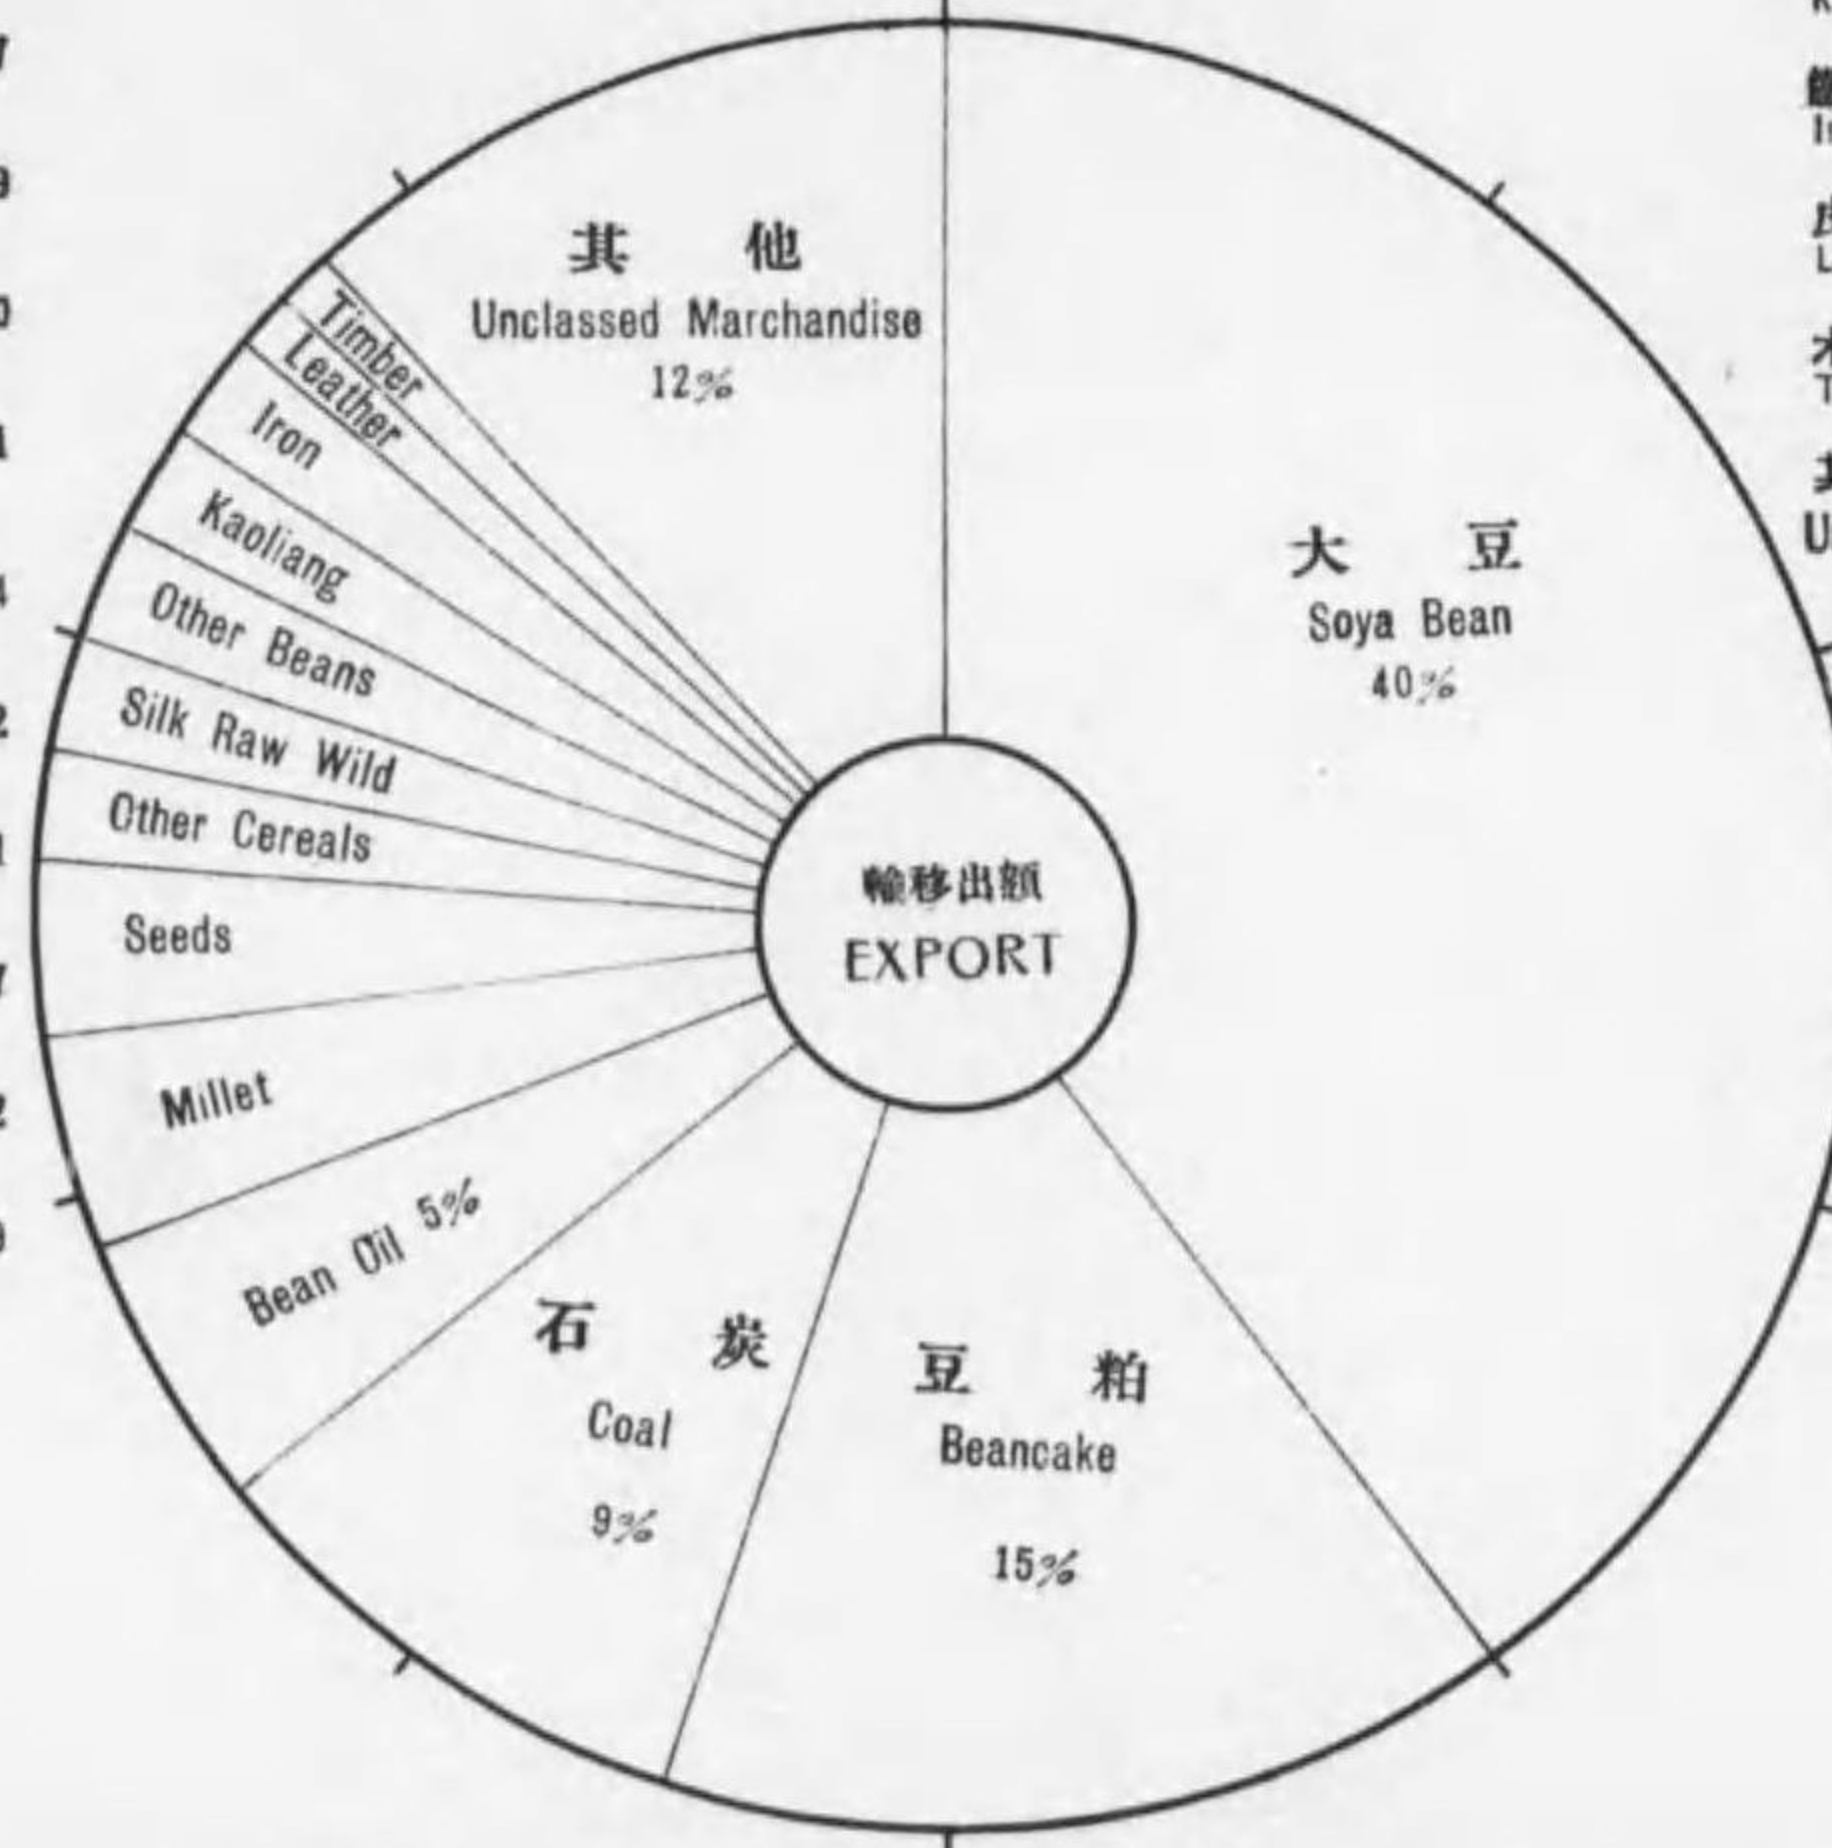 其 他
Unclassed Marchandise
12%
大 豆
Soya Bean
40%
Timber
Leather
Iron
Kaoliang
Other Beans
Silk Raw Wild
Other Cereals
Seeds
Millet
Bean Oil 5%
石 炭
Coal
9%
豆 粕
Beancake
15%
輸移出額
EXPORT